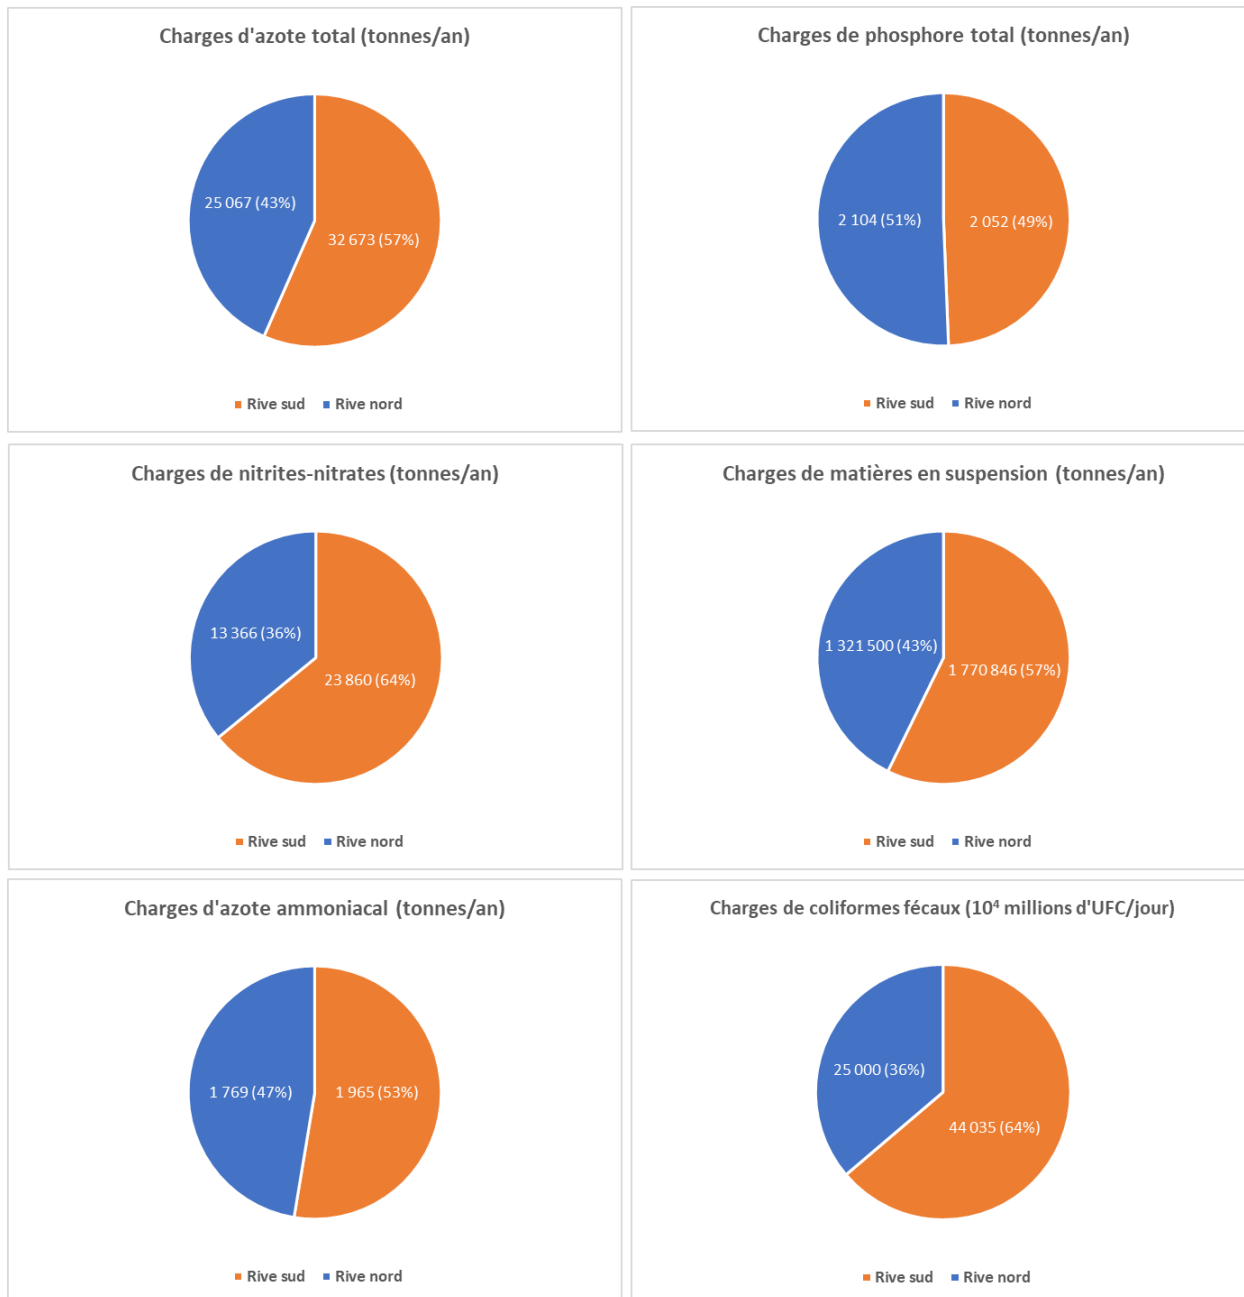 Charges d'azote total (tonnes/an)
25 067 (43%)
32 673 (57%)
Rive sud Rive nord
Charges de phosphore total (tonnes/an)
2 104 (51%)
2 052 (49%)
Rive sud Rive nord
Charges de nitrites-nitrates (tonnes/an)
13 366 (36%)
23 860 (64%)
Rive sud Rive nord
Charges de matières en suspension (tonnes/an)
1 321 500 (43%)
1 770 846 (57%)
Rive sud Rive nord
Charges d'azote ammoniacal (tonnes/an)
1 769 (47%)
1 965 (53%)
Rive sud Rive nord
Charges de coliformes fécaux (10⁴ millions d'UFC/jour)
25 000 (36%)
44 035 (64%)
Rive sud Rive nord